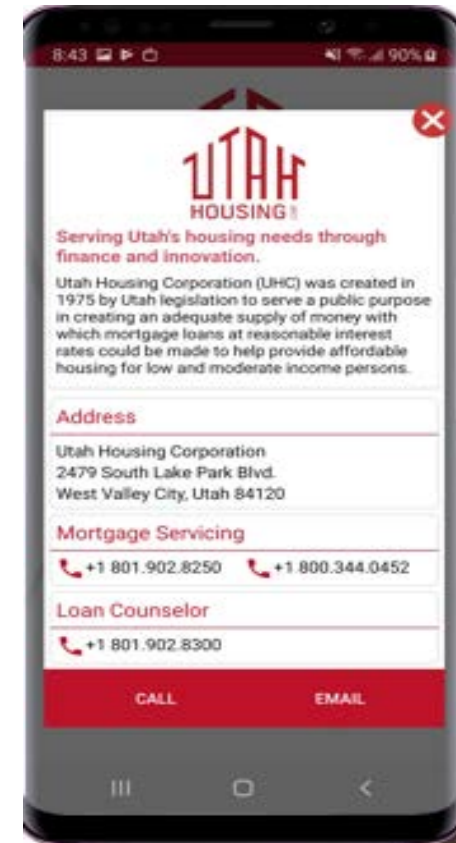 8:43
90%
UTAH
HOUSING
Serving Utah's housing needs through
finance and innovation.
Utah Housing Corporation (UHC) was created in
1975 by Utah legislation to serve a public purpose
in creating an adequate supply of money with
which mortgage loans at reasonable interest
rates could be made to help provide affordable
housing for low and moderate income persons.
Address
Utah Housing Corporation
2479 South Lake Park Blvd.
West Valley City, Utah 84120
Mortgage Servicing
+1 801.902.8250 +1 800.344.0452
Loan Counselor
+1 801.902.8300
CALL EMAIL